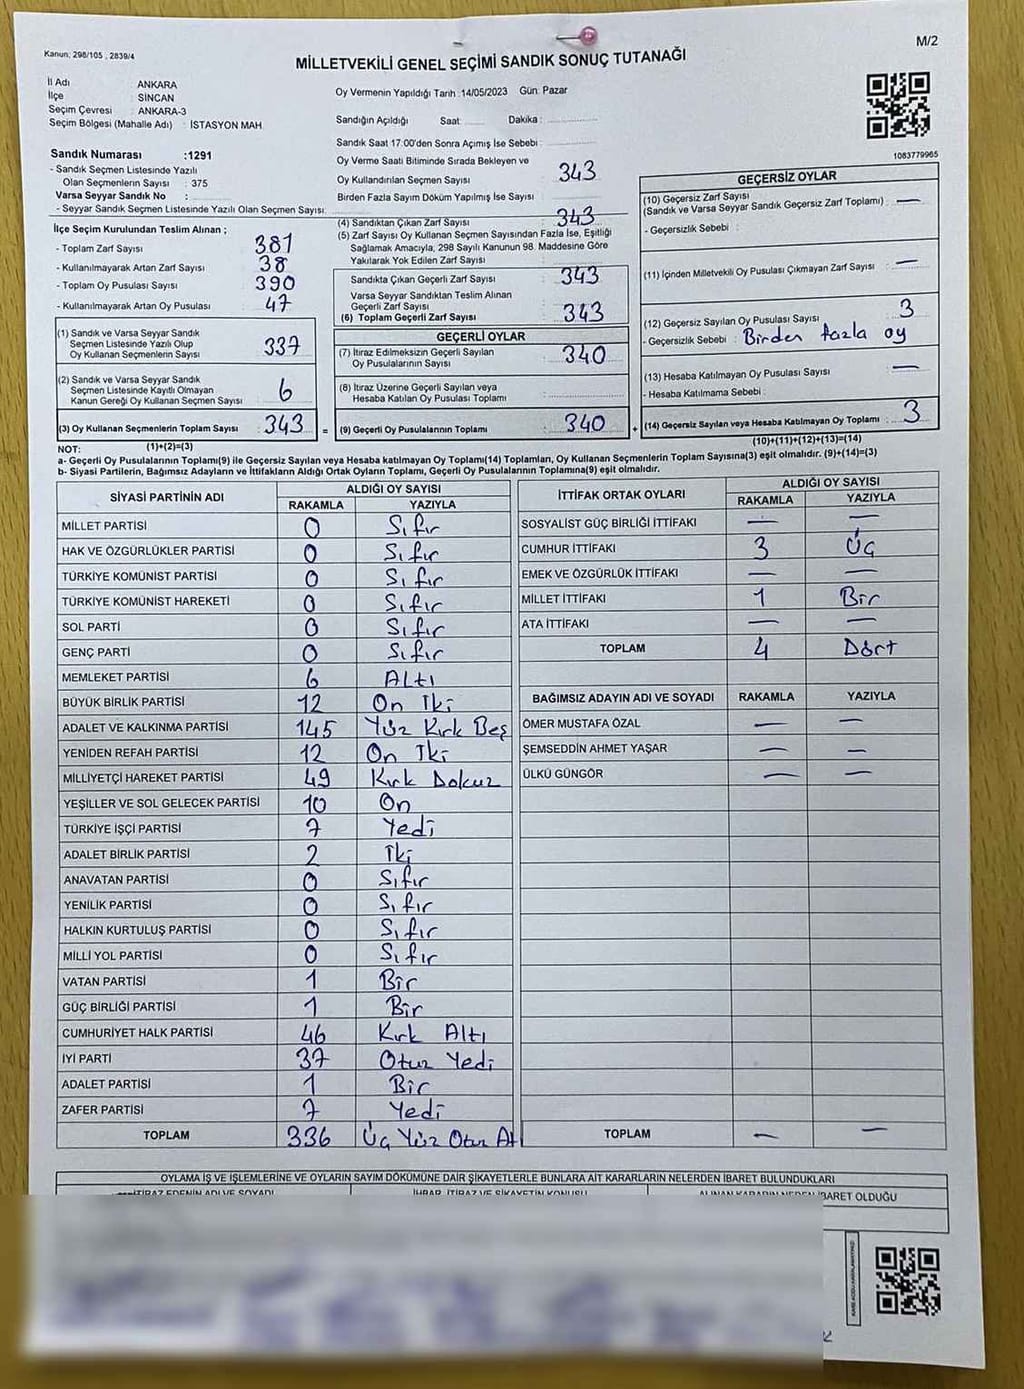 Kanun; 298/105 , 2839/4
M/2
MİLLETVEKİLİ GENEL SEÇİMİ SANDIK SONUÇ TUTANAĞI
İl Adı ANKARA
İlçe SİNCAN
Seçim Çevresi : ANKARA-3
Seçim Bölgesi (Mahalle Adı) : İSTASYON MAH
Sandık Numarası :1291
- Sandık Seçmen Listesinde Yazılı
Olan Seçmenlerin Sayısı : 375
Varsa Seyyar Sandık No :
- Seyyar Sandık Seçmen Listesinde Yazılı Olan Seçmen Sayısı:
Oy Vermenin Yapıldığı Tarih :14/05/2023 Gün: Pazar
Sandığın Açıldığı Saat: Dakika :
Sandık Saat 17:00'den Sonra Açımış İse Sebebi :
Oy Verme Saati Bitiminde Sırada Bekleyen ve
Oy Kullandırılan Seçmen Sayısı : 343
Birden Fazla Sayım Döküm Yapılmış İse Sayısı :
1083779965
İlçe Seçim Kurulundan Teslim Alınan ;
- Toplam Zarf Sayısı : 381
- Kullanılmayarak Artan Zarf Sayısı : 38
- Toplam Oy Pusulası Sayısı : 390
- Kullanılmayarak Artan Oy Pusulası : 47
(1) Sandık ve Varsa Seyyar Sandık
Seçmen Listesinde Yazılı Olup
Oy Kullanan Seçmenlerin Sayısı : 337
(2) Sandık ve Varsa Seyyar Sandık
Seçmen Listesinde Kayıtlı Olmayan
Kanun Gereği Oy Kullanan Seçmen Sayısı : 6
(3) Oy Kullanan Seçmenlerin Toplam Sayısı : 343 =
(1)+(2)=(3)
(4) Sandıktan Çıkan Zarf Sayısı : 343
(5) Zarf Sayısı Oy Kullanan Seçmen Sayısından Fazla İse, Eşitliği
Sağlamak Amacıyla, 298 Sayılı Kanunun 98. Maddesine Göre
Yakılarak Yok Edilen Zarf Sayısı :
Sandıkta Çıkan Geçerli Zarf Sayısı : 343
Varsa Seyyar Sandıktan Teslim Alınan
Geçerli Zarf Sayısı
(6) Toplam Geçerli Zarf Sayısı : 343
GEÇERLİ OYLAR
(7) İtiraz Edilmeksizin Geçerli Sayılan
Oy Pusulalarının Sayısı : 340
(8) İtiraz Üzerine Geçerli Sayılan veya
Hesaba Katılan Oy Pusulası Toplamı :
(9) Geçerli Oy Pusulalarının Toplamı : 340 +
GEÇERSİZ OYLAR
(10) Geçersiz Zarf Sayısı
(Sandık ve Varsa Seyyar Sandık Geçersiz Zarf Toplamı) : —
- Geçersizlik Sebebi :
(11) İçinden Milletvekili Oy Pusulası Çıkmayan Zarf Sayısı : —
(12) Geçersiz Sayılan Oy Pusulası Sayısı : 3
- Geçersizlik Sebebi : Birden fazla oy
(13) Hesaba Katılmayan Oy Pusulası Sayısı : —
- Hesaba Katılmama Sebebi :
(14) Geçersiz Sayılan veya Hesaba Katılmayan Oy Toplamı : 3
(10)+(11)+(12)+(13)=(14)
NOT:
a- Geçerli Oy Pusulalarının Toplamı(9) ile Geçersiz Sayılan veya Hesaba katılmayan Oy Toplamı(14) Toplamları, Oy Kullanan Seçmenlerin Toplam Sayısına(3) eşit olmalıdır. (9)+(14)=(3)
b- Siyasi Partilerin, Bağımsız Adayların ve İttifakların Aldığı Ortak Oyların Toplamı, Geçerli Oy Pusulalarının Toplamına(9) eşit olmalıdır.
SİYASİ PARTİNİN ADI ALDIĞI OY SAYISI
RAKAMLA YAZIYLA
MİLLET PARTİSİ 0 Sıfır
HAK VE ÖZGÜRLÜKLER PARTİSİ 0 Sıfır
TÜRKİYE KOMÜNİST PARTİSİ 0 Sıfır
TÜRKİYE KOMÜNİST HAREKETİ 0 Sıfır
SOL PARTİ 0 Sıfır
GENÇ PARTİ 0 Sıfır
MEMLEKET PARTİSİ 6 Altı
BÜYÜK BİRLİK PARTİSİ 12 On İki
ADALET VE KALKINMA PARTİSİ 145 Yüz Kırk Beş
YENİDEN REFAH PARTİSİ 12 On İki
MİLLİYETÇİ HAREKET PARTİSİ 49 Kırk Dokuz
YEŞİLLER VE SOL GELECEK PARTİSİ 10 On
TÜRKİYE İŞÇİ PARTİSİ 7 Yedi
ADALET BİRLİK PARTİSİ 2 İki
ANAVATAN PARTİSİ 0 Sıfır
YENİLİK PARTİSİ 0 Sıfır
HALKIN KURTULUŞ PARTİSİ 0 Sıfır
MİLLİ YOL PARTİSİ 0 Sıfır
VATAN PARTİSİ 1 Bir
GÜÇ BİRLİĞİ PARTİSİ 1 Bir
CUMHURİYET HALK PARTİSİ 46 Kırk Altı
İYİ PARTİ 37 Otuz Yedi
ADALET PARTİSİ 1 Bir
ZAFER PARTİSİ 7 Yedi
TOPLAM 336 Üç Yüz Otuz Al
İTTİFAK ORTAK OYLARI ALDIĞI OY SAYISI
RAKAMLA YAZIYLA
SOSYALİST GÜÇ BİRLİĞİ İTTİFAKI — —
CUMHUR İTTİFAKI 3 Üç
EMEK VE ÖZGÜRLÜK İTTİFAKI — —
MİLLET İTTİFAKI 1 Bir
ATA İTTİFAKI — —
TOPLAM 4 Dört
BAĞIMSIZ ADAYIN ADI VE SOYADI RAKAMLA YAZIYLA
ÖMER MUSTAFA ÖZAL — —
ŞEMSEDDİN AHMET YAŞAR — —
ÜLKÜ GÜNGÖR — —
TOPLAM — —
OYLAMA İŞ VE İŞLEMLERİNE VE OYLARIN SAYIM DÖKÜMÜNE DAİR ŞİKAYETLERLE BUNLARA AİT KARARLARIN NELERDEN İBARET BULUNDUKLARI
İTİRAZ EDENİN ADI VE SOYADI İHBAR, İTİRAZ VE ŞİKAYETİN KONUSU ALINAN KARARIN NEDEN İBARET OLDUĞU